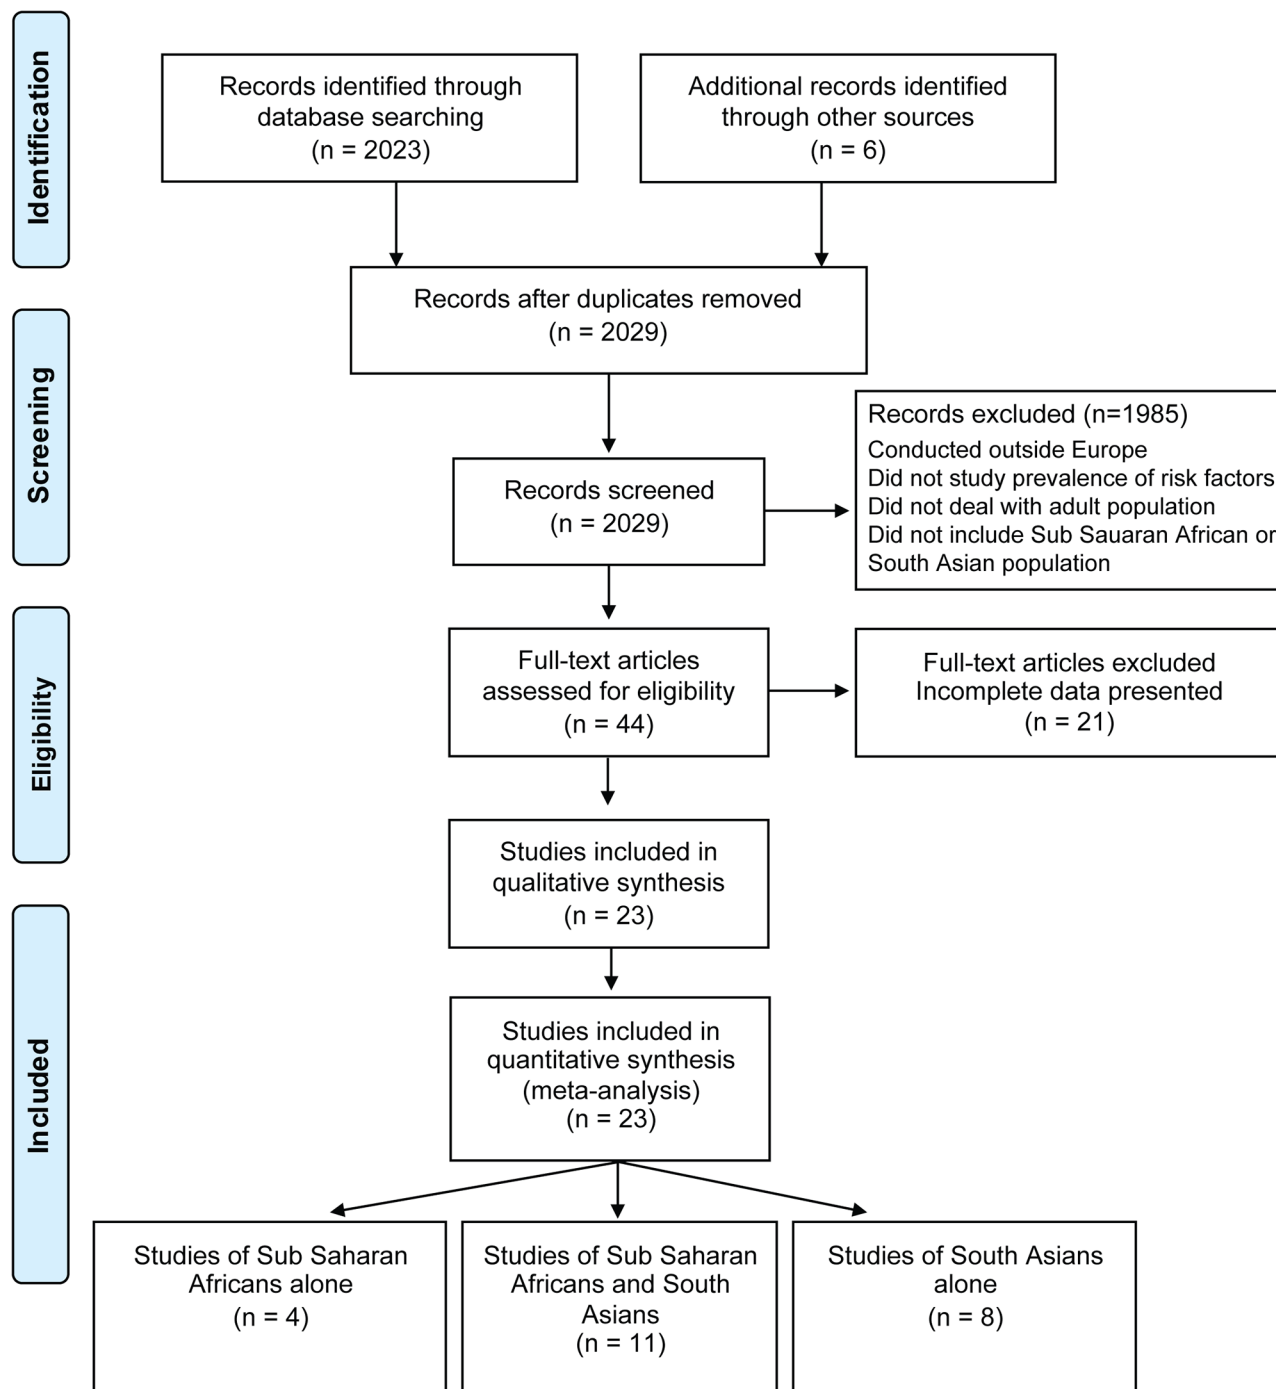 Identification
Records identified through
database searching
(n = 2023)
Additional records identified
through other sources
(n = 6)
Records after duplicates removed
(n = 2029)
Screening
Records screened
(n = 2029)
Records excluded (n=1985)
Conducted outside Europe
Did not study prevalence of risk factors
Did not deal with adult population
Did not include Sub Sauaran African or
South Asian population
Eligibility
Full-text articles
assessed for eligibility
(n = 44)
Full-text articles excluded
Incomplete data presented
(n = 21)
Studies included in
qualitative synthesis
(n = 23)
Included
Studies included in
quantitative synthesis
(meta-analysis)
(n = 23)
Studies of Sub Saharan
Africans alone
(n = 4)
Studies of Sub Saharan
Africans and South
Asians
(n = 11)
Studies of South Asians
alone
(n = 8)